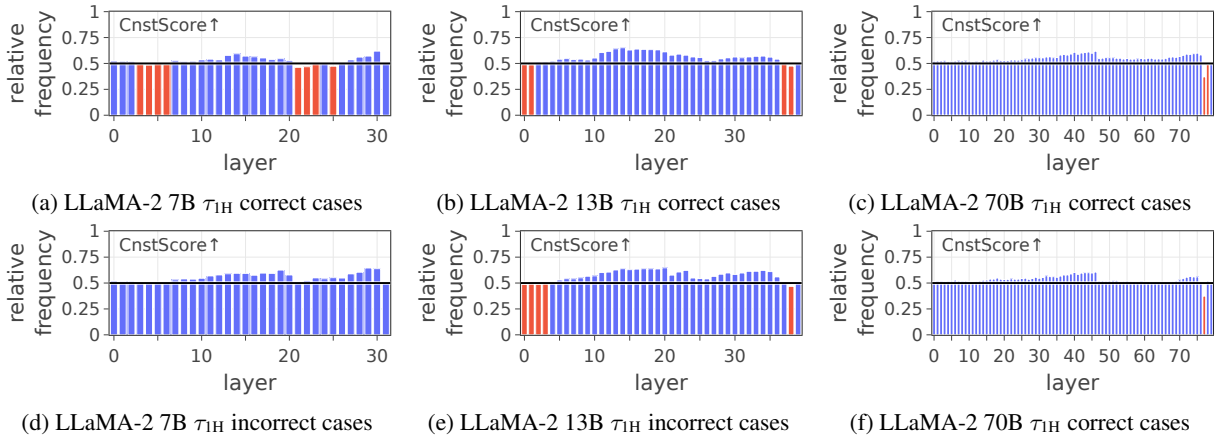 CnstScore↑
relative frequency
1
0.75
0.5
0.25
0
0 10 20 30
layer
(a) LLaMA-2 7B τ1H correct cases
CnstScore↑
relative frequency
1
0.75
0.5
0.25
0
0 10 20 30
layer
(b) LLaMA-2 13B τ1H correct cases
CnstScore↑
relative frequency
1
0.75
0.5
0.25
0
0 10 20 30 40 50 60 70
layer
(c) LLaMA-2 70B τ1H correct cases
CnstScore↑
relative frequency
1
0.75
0.5
0.25
0
0 10 20 30
layer
(d) LLaMA-2 7B τ1H incorrect cases
CnstScore↑
relative frequency
1
0.75
0.5
0.25
0
0 10 20 30
layer
(e) LLaMA-2 13B τ1H incorrect cases
CnstScore↑
relative frequency
1
0.75
0.5
0.25
0
0 10 20 30 40 50 60 70
layer
(f) LLaMA-2 70B τ1H correct cases